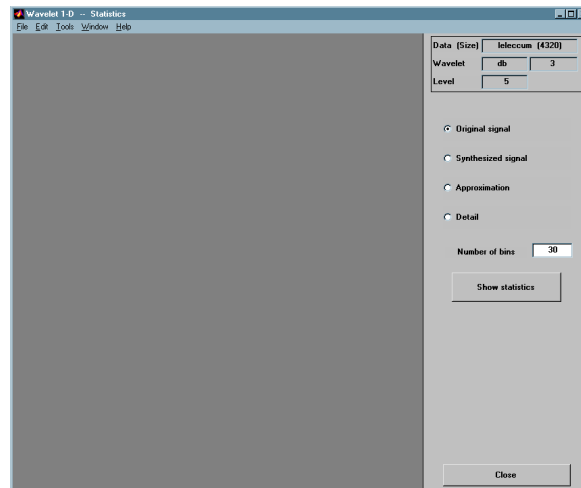 Wavelet 1-D -- Statistics
File Edit Tools Window Help
Data (Size) leleccum (4320)
Wavelet db 3
Level 5
Original signal
Synthesized signal
Approximation
Detail
Number of bins 30
Show statistics
Close